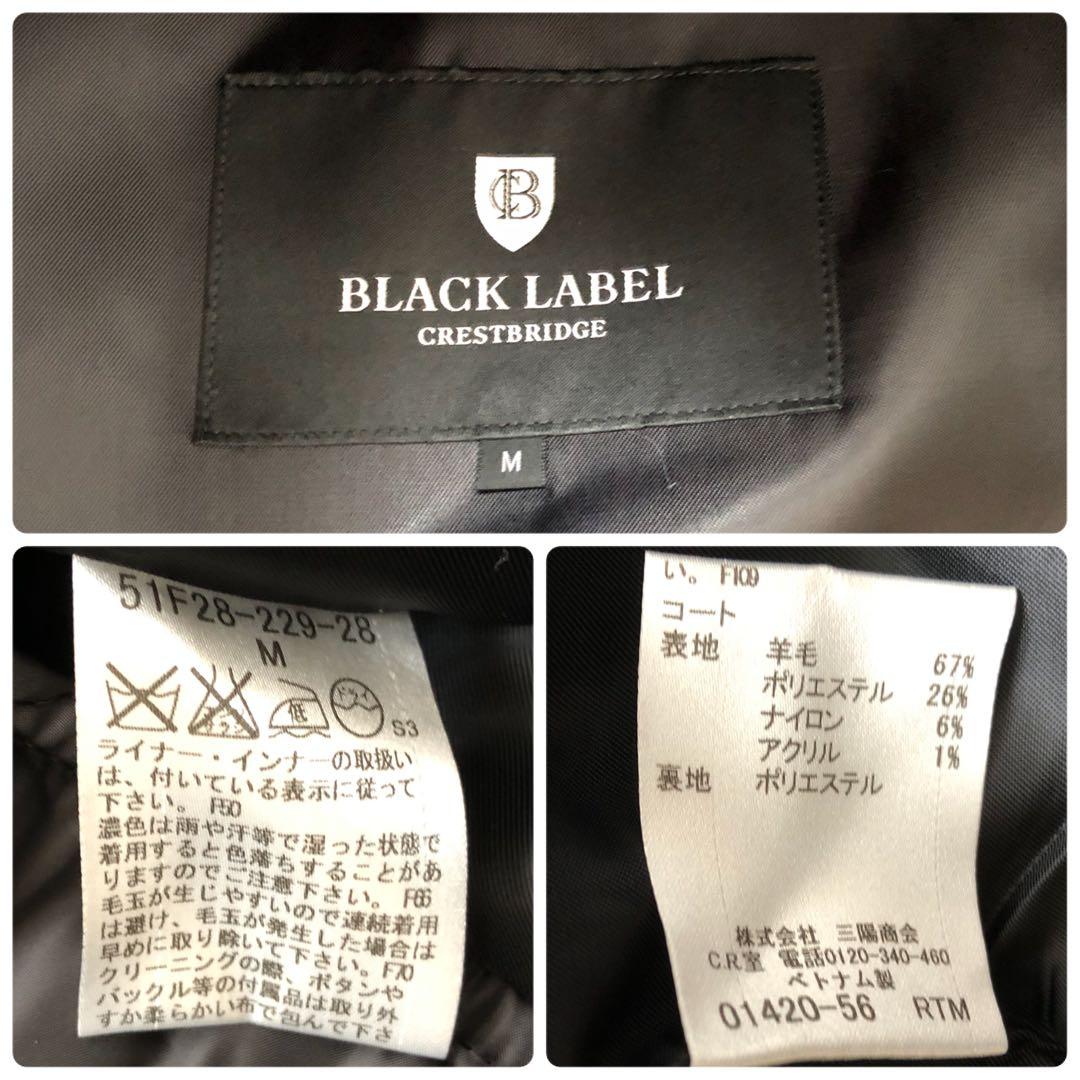 CB
BLACK LABEL
CRESTBRIDGE
M
51F28-229-28
M
エンソサラシ
低
ドライ
S3
ライナー・インナーの取扱い
は、付いている表示に従って
下さい。 F50
濃色は雨や汗等で湿った状態で
着用すると色落ちすることがあ
りますのでご注意下さい。 F66
毛玉が生じやすいので連続着用
は避け、毛玉が発生した場合は
早めに取り除いて下さい。F70
クリーニングの際、ボタンや
バックル等の付属品は取り外
すか柔らかい布で包んで下さ
い。 F109
コート
表地 羊毛 67%
ポリエステル 26%
ナイロン 6%
アクリル 1%
裏地 ポリエステル
株式会社 三陽商会
C.R室 電話0120-340-460
ベトナム製
01420-56 RTM